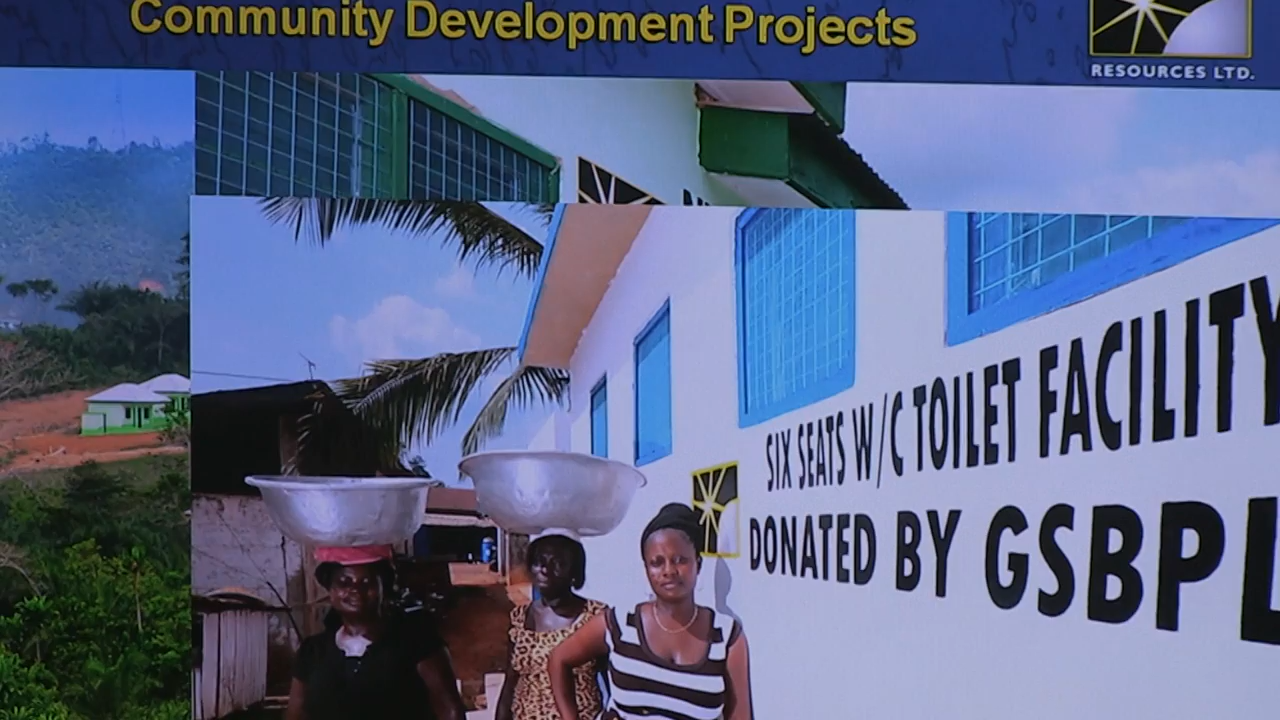 Community Development Projects
RESOURCES LTD.
SIX SEATS W/C TOILET FACILITY
DONATED BY GSBPL